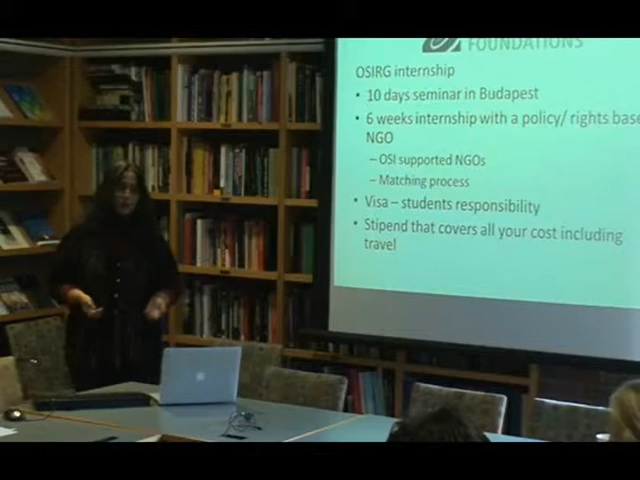 FOUNDATIONS
OSIRG internship
• 10 days seminar in Budapest
• 6 weeks internship with a policy/ rights base
NGO
– OSI supported NGOs
– Matching process
• Visa – students responsibility
• Stipend that covers all your cost including
travel